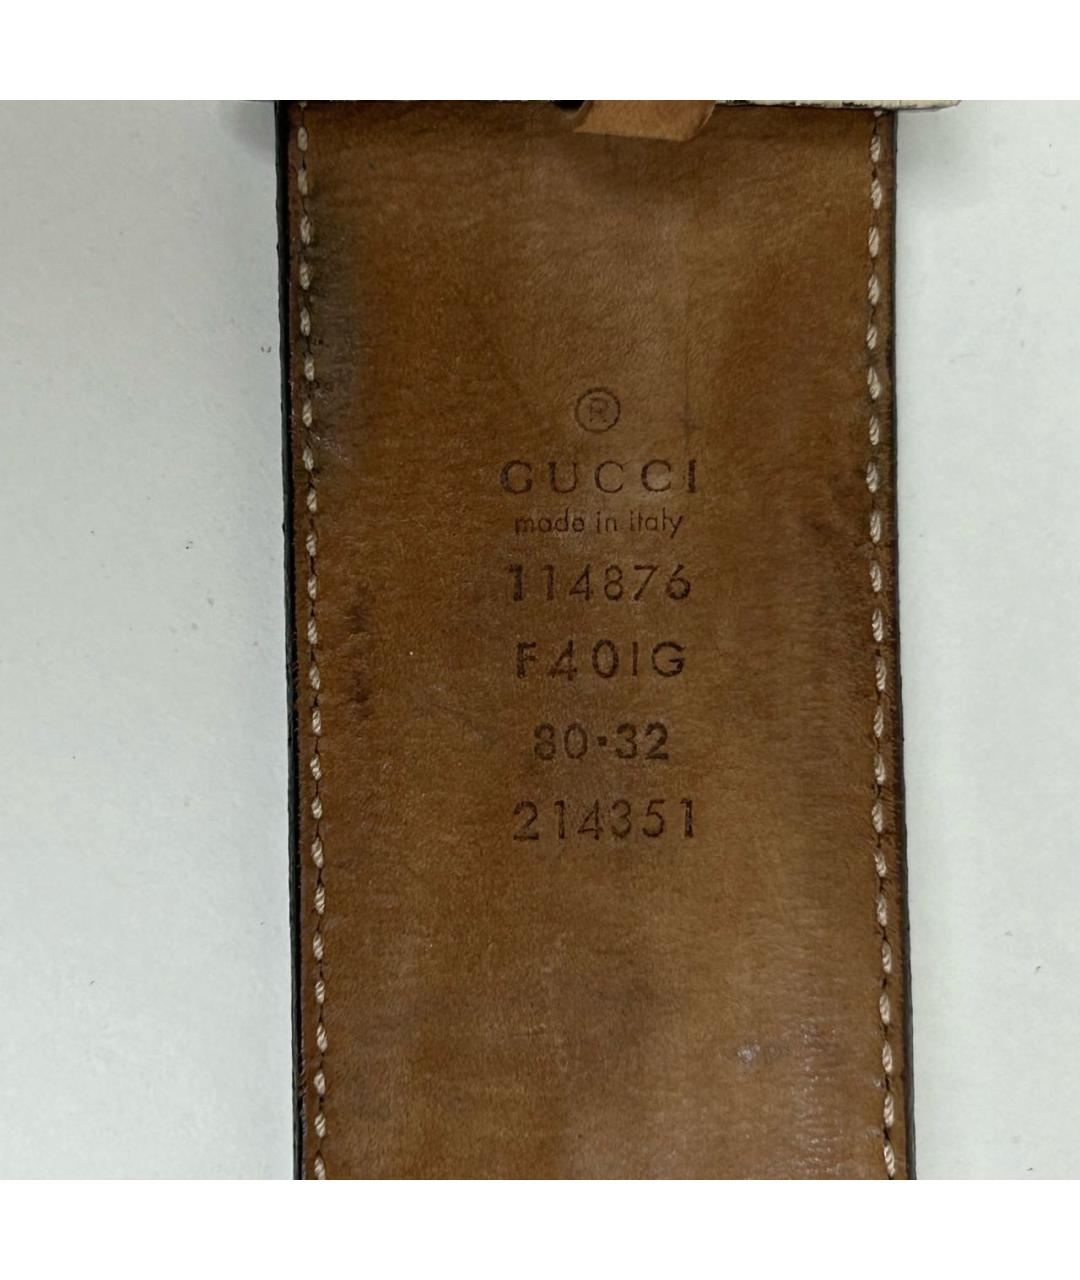 ®
GUCCI
made in italy
114876
F40IG
80·32
214351